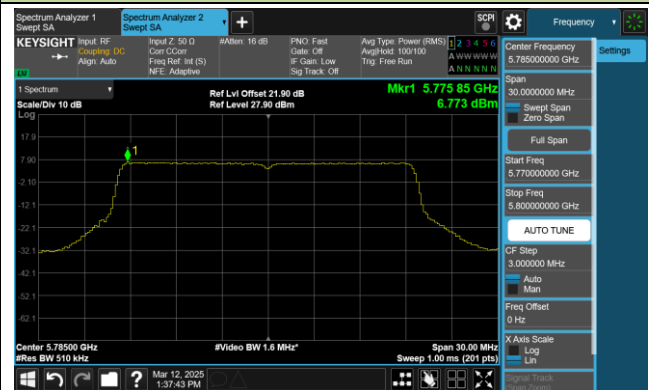 Spectrum Analyzer 1
Swept SA
Spectrum Analyzer 2
Swept SA
SCPI
Frequency
KEYSIGHT
Input: RF
Coupling: DC
Align: Auto
Input Z: 50 Ω
Corr CCorr
Freq Ref: Int (S)
NFE: Adaptive
#Atten: 16 dB
PNO: Fast
Gate: Off
IF Gain: Low
Sig Track: Off
Avg Type: Power (RMS)
Avg|Hold: 100/100
Trig: Free Run
1 2 3 4 5 6
A W W W W W
A N N N N N
LXI
1 Spectrum
Scale/Div 10 dB
Log
Ref Lvl Offset 21.90 dB
Ref Level 27.90 dBm
Mkr1 5.775 85 GHz
6.773 dBm
1
17.9
7.90
-2.10
-12.1
-22.1
-32.1
-42.1
-52.1
-62.1
Center 5.78500 GHz
#Res BW 510 kHz
#Video BW 1.6 MHz*
Span 30.00 MHz
Sweep 1.00 ms (201 pts)
Mar 12, 2025
1:37:43 PM
Center Frequency
5.785000000 GHz
Settings
Span
30.0000000 MHz
Swept Span
Zero Span
Full Span
Start Freq
5.770000000 GHz
Stop Freq
5.800000000 GHz
AUTO TUNE
CF Step
3.000000 MHz
Auto
Man
Freq Offset
0 Hz
X Axis Scale
Log
Lin
Signal Track
(Span Zoom)